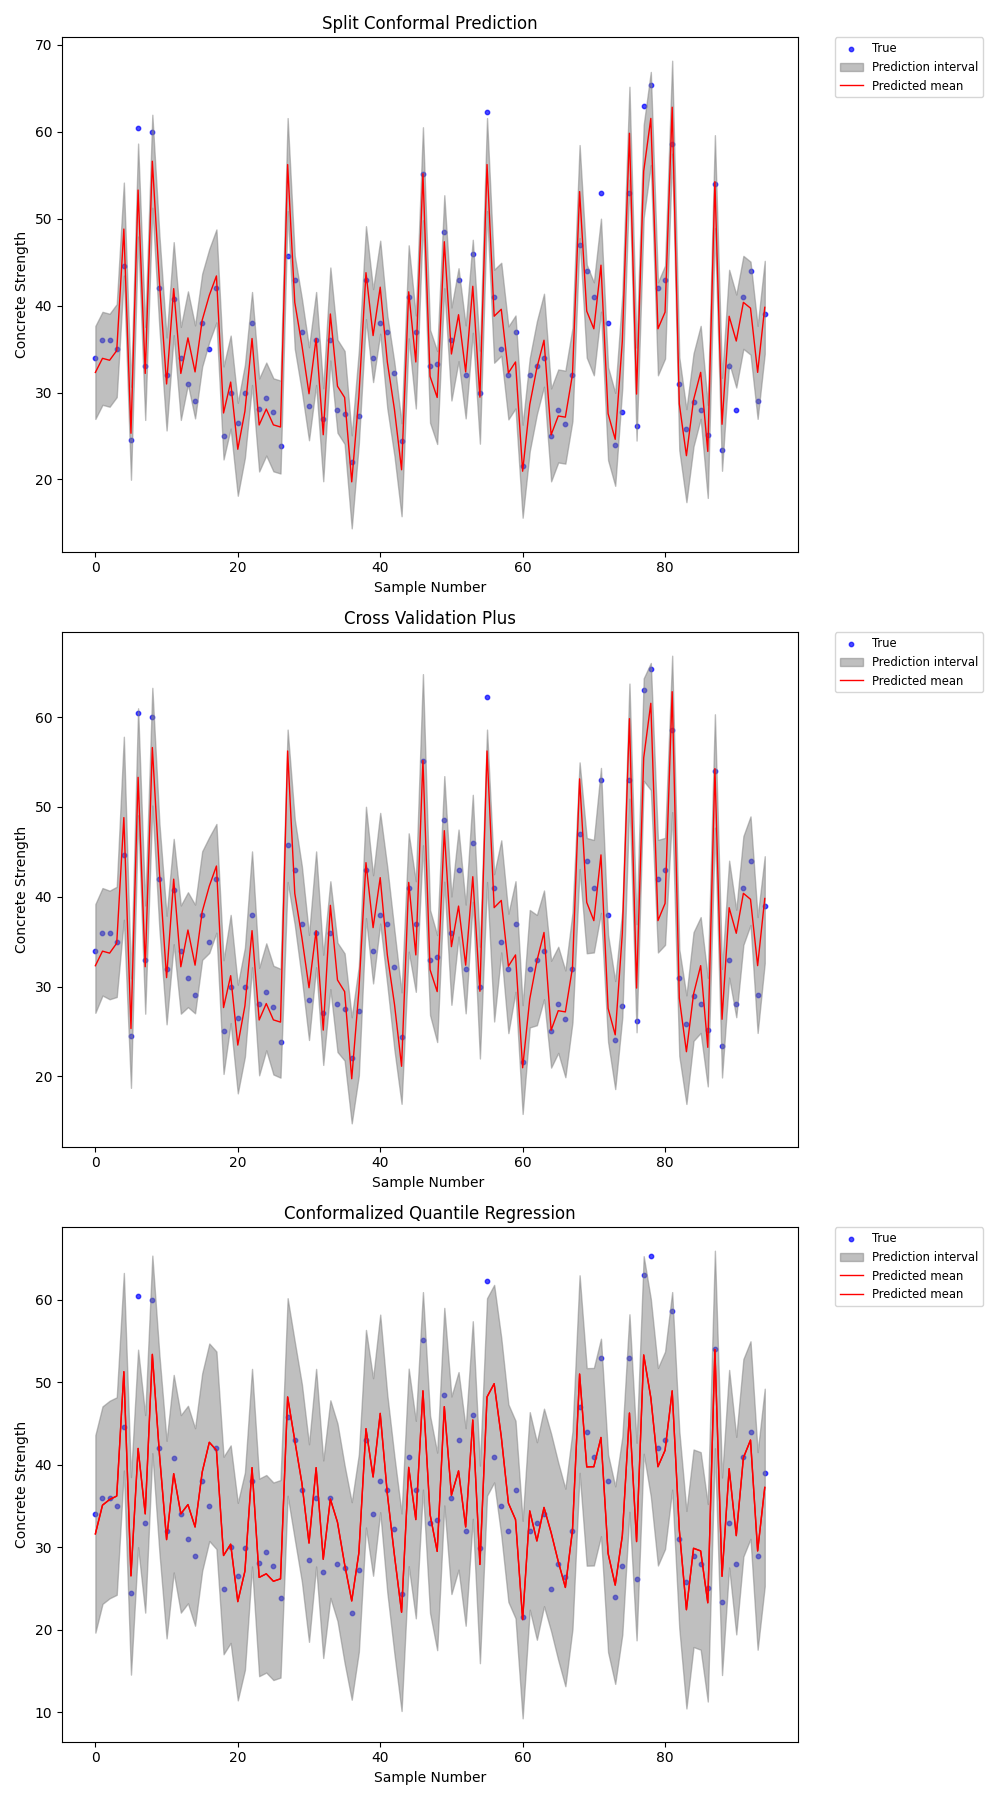 Split Conformal Prediction
70
60
50
40
30
20
Concrete Strength
0 20 40 60 80
Sample Number
True
Prediction interval
Predicted mean
Cross Validation Plus
60
50
40
30
20
Concrete Strength
0 20 40 60 80
Sample Number
True
Prediction interval
Predicted mean
Conformalized Quantile Regression
60
50
40
30
20
10
Concrete Strength
0 20 40 60 80
Sample Number
True
Prediction interval
Predicted mean
Predicted mean